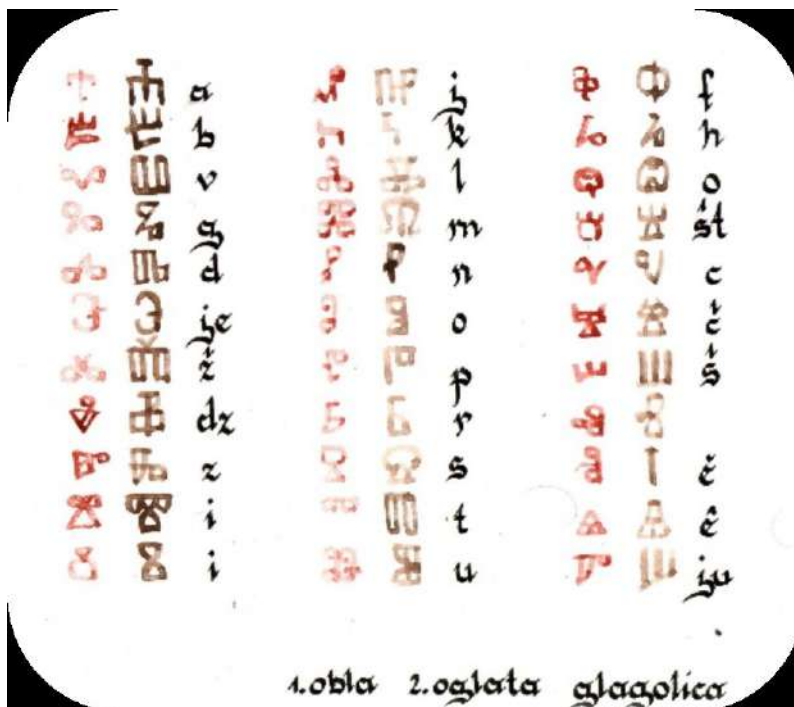 Ⰰ Ⰰ a
Ⰱ Ⰱ b
Ⰲ Ⰲ v
Ⰳ Ⰳ g
Ⰴ Ⰴ d
Ⰵ Ⰵ je
Ⰶ Ⰶ ž
Ⰷ Ⰷ dz
Ⰸ Ⰸ z
Ⰹ Ⰹ i
Ⰻ Ⰻ i
Ⰼ Ⰼ j
Ⰽ Ⰽ k
Ⰾ Ⰾ l
Ⰿ Ⰿ m
Ⱀ Ⱀ n
Ⱁ Ⱁ o
Ⱂ Ⱂ p
Ⱃ Ⱃ r
Ⱄ Ⱄ s
Ⱅ Ⱅ t
Ⱆ Ⱆ u
Ⱇ Ⱇ f
Ⱈ Ⱈ h
Ⱉ Ⱉ o
Ⱋ Ⱋ št
Ⱌ Ⱌ c
Ⱍ Ⱍ č
Ⱎ Ⱎ š
Ⱏ Ⱏ
ĕ
Ⱑ Ⱑ ê
Ⱓ Ⱓ ju
1.obla 2.oglata glagolica